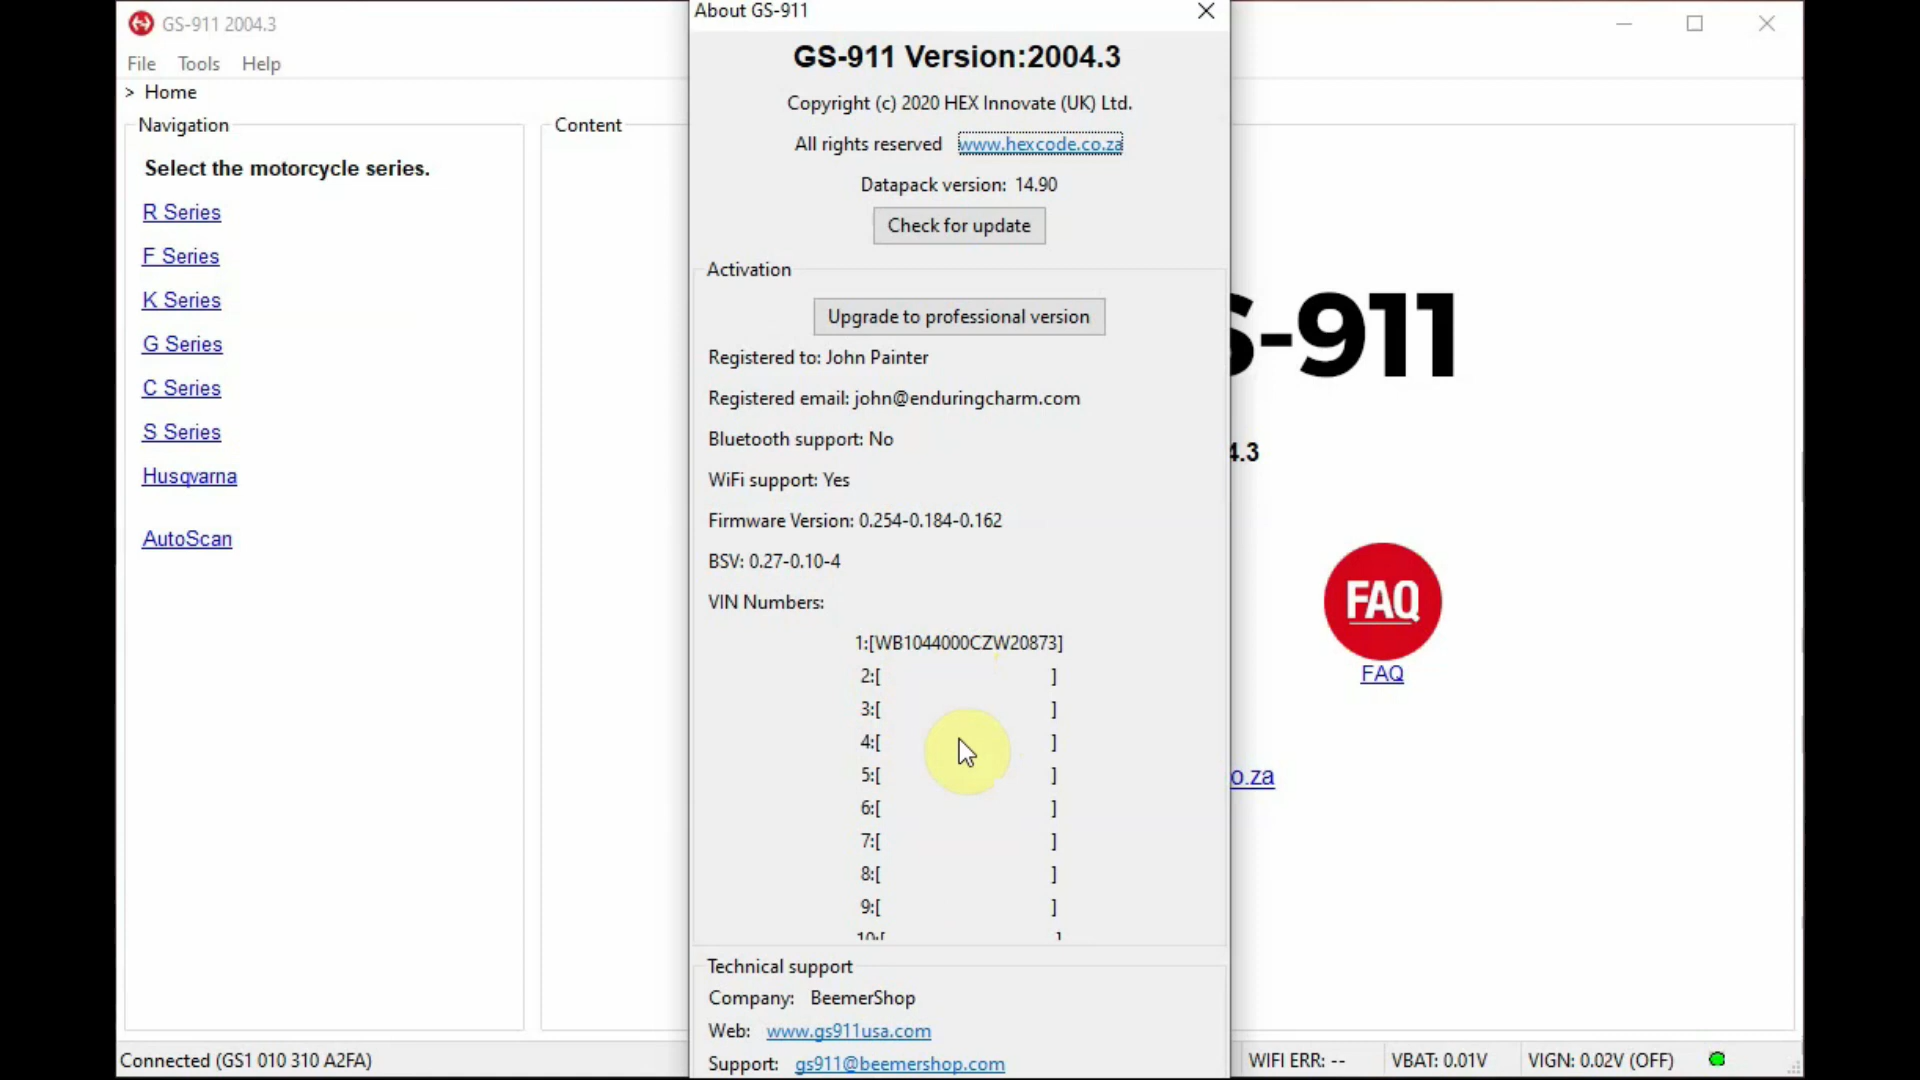 GS-911 2004.3
File Tools Help
> Home
Navigation
Select the motorcycle series.
R Series
F Series
K Series
G Series
C Series
S Series
Husqvarna
AutoScan
Content
About GS-911
GS-911 Version:2004.3
Copyright (c) 2020 HEX Innovate (UK) Ltd.
All rights reserved www.hexcode.co.za
Datapack version: 14.90
Check for update
Activation
Upgrade to professional version
Registered to: John Painter
Registered email: john@enduringcharm.com
Bluetooth support: No
WiFi support: Yes
Firmware Version: 0.254-0.184-0.162
BSV: 0.27-0.10-4
VIN Numbers:
1:[WB1044000CZW20873]
2:[ ]
3:[ ]
4:[ ]
5:[ ]
6:[ ]
7:[ ]
8:[ ]
9:[ ]
10:[ ]
Technical support
Company: BeemerShop
Web: www.gs911usa.com
Support: gs911@beemershop.com
S-911
4.3
FAQ
FAQ
o.za
Connected (GS1 010 310 A2FA) WIFI ERR: -- VBAT: 0.01V VIGN: 0.02V (OFF)